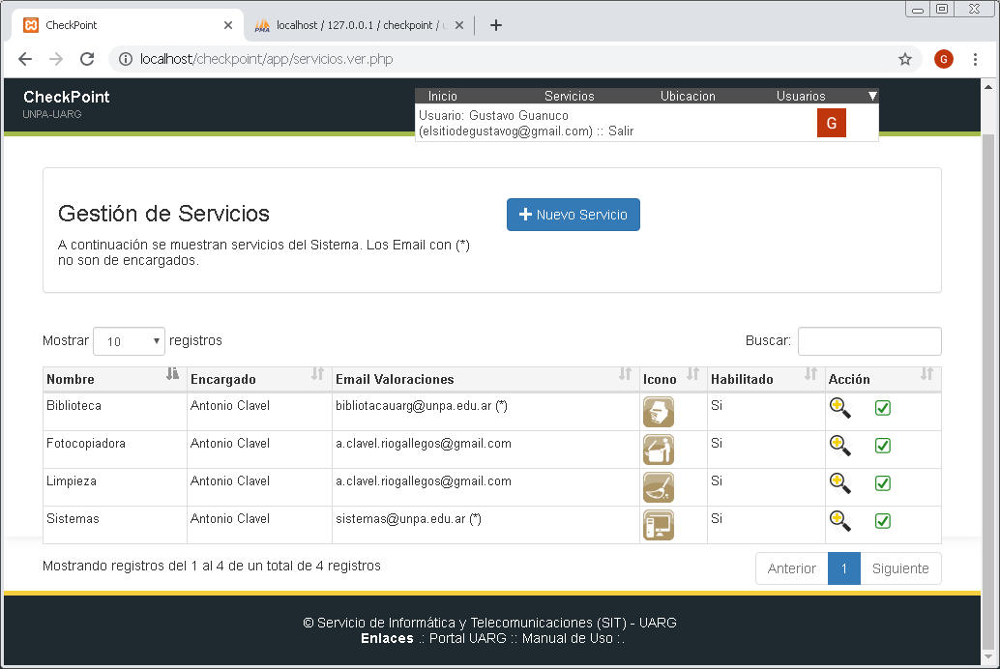 CheckPoint
localhost / 127.0.0.1 / checkpoint /
localhost/checkpoint/app/servicios.ver.php
G
CheckPoint
UNPA-UARG
Inicio Servicios Ubicacion Usuarios ▼
Usuario: Gustavo Guanuco
(elsitiodegustavog@gmail.com) :: Salir
G
Gestión de Servicios
Nuevo Servicio
A continuación se muestran servicios del Sistema. Los Email con (*)
no son de encargados.
Mostrar 10 registros
Buscar:
Nombre Encargado Email Valoraciones Icono Habilitado Acción
Biblioteca Antonio Clavel bibliotacauarg@unpa.edu.ar (*) Si
Fotocopiadora Antonio Clavel a.clavel.riogallegos@gmail.com Si
Limpieza Antonio Clavel a.clavel.riogallegos@gmail.com Si
Sistemas Antonio Clavel sistemas@unpa.edu.ar (*) Si
Mostrando registros del 1 al 4 de un total de 4 registros
Anterior 1 Siguiente
© Servicio de Informática y Telecomunicaciones (SIT) - UARG
Enlaces .: Portal UARG :: Manual de Uso :.